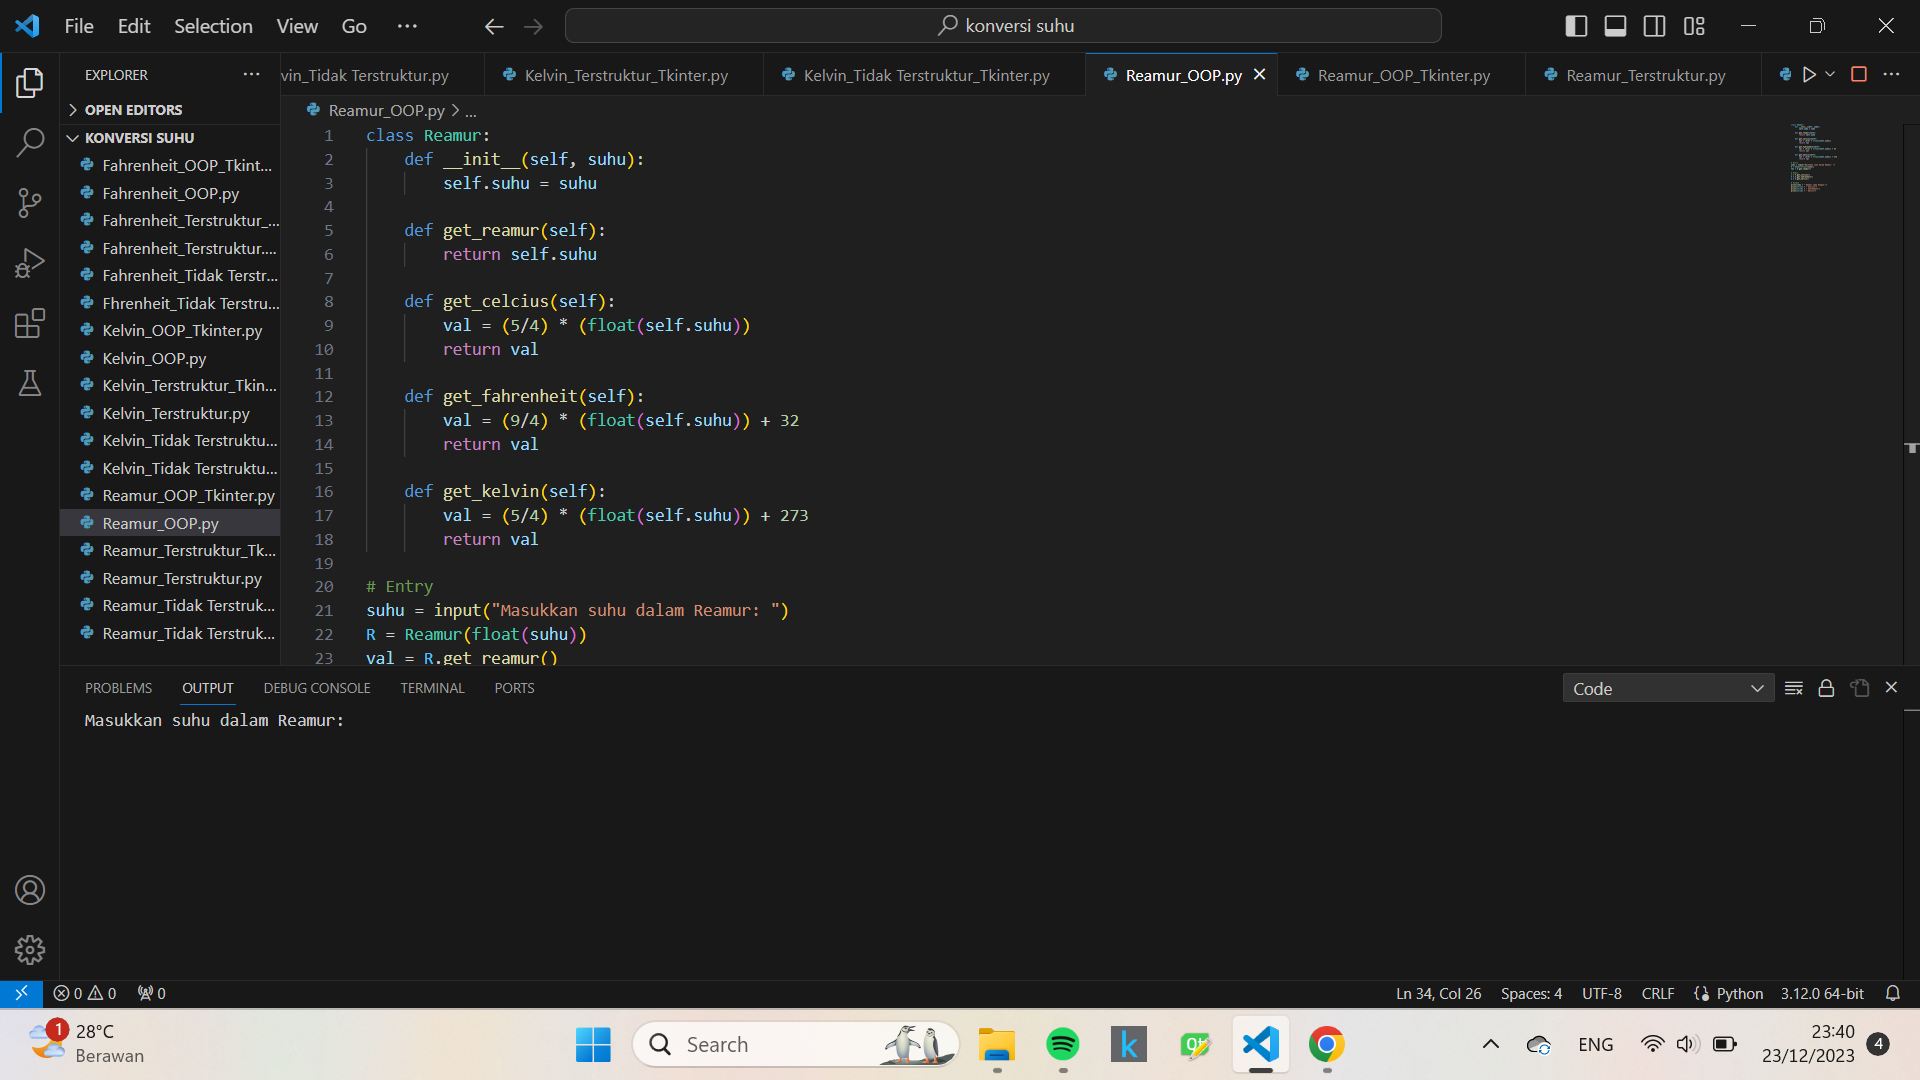 File Edit Selection View Go ...
konversi suhu
EXPLORER ...
vin_Tidak Terstruktur.py
Kelvin_Terstruktur_Tkinter.py
Kelvin_Tidak Terstruktur_Tkinter.py
Reamur_OOP.py
Reamur_OOP_Tkinter.py
Reamur_Terstruktur.py
OPEN EDITORS
KONVERSI SUHU
Fahrenheit_OOP_Tkint...
Fahrenheit_OOP.py
Fahrenheit_Terstruktur_...
Fahrenheit_Terstruktur....
Fahrenheit_Tidak Terstr...
Fhrenheit_Tidak Terstru...
Kelvin_OOP_Tkinter.py
Kelvin_OOP.py
Kelvin_Terstruktur_Tkin...
Kelvin_Terstruktur.py
Kelvin_Tidak Terstruktu...
Kelvin_Tidak Terstruktu...
Reamur_OOP_Tkinter.py
Reamur_OOP.py
Reamur_Terstruktur_Tk...
Reamur_Terstruktur.py
Reamur_Tidak Terstruk...
Reamur_Tidak Terstruk...
Reamur_OOP.py > ...
1 class Reamur:
2     def __init__(self, suhu):
3         self.suhu = suhu
4
5     def get_reamur(self):
6         return self.suhu
7
8     def get_celcius(self):
9         val = (5/4) * (float(self.suhu))
10         return val
11
12     def get_fahrenheit(self):
13         val = (9/4) * (float(self.suhu)) + 32
14         return val
15
16     def get_kelvin(self):
17         val = (5/4) * (float(self.suhu)) + 273
18         return val
19
20 # Entry
21 suhu = input("Masukkan suhu dalam Reamur: ")
22 R = Reamur(float(suhu))
23 val = R.get_reamur()
PROBLEMS OUTPUT DEBUG CONSOLE TERMINAL PORTS
Code
Masukkan suhu dalam Reamur:
0 0 0
Ln 34, Col 26 Spaces: 4 UTF-8 CRLF Python 3.12.0 64-bit
1
28°C
Berawan
Search
k
Qt
ENG
23:40
23/12/2023
4